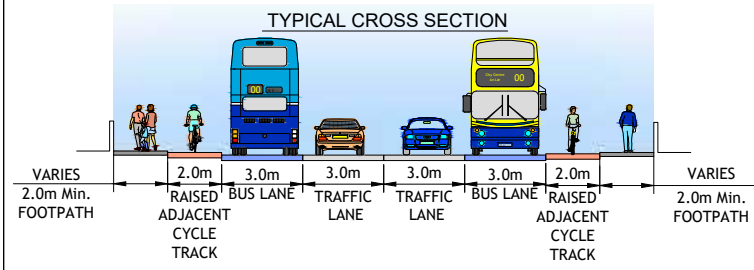 TYPICAL CROSS SECTION
00
00
VARIES
2.0m Min.
FOOTPATH
2.0m
RAISED
ADJACENT
CYCLE
TRACK
3.0m
BUS LANE
3.0m
TRAFFIC
LANE
3.0m
TRAFFIC
LANE
3.0m
BUS LANE
2.0m
RAISED
ADJACENT
CYCLE
TRACK
VARIES
2.0m Min.
FOOTPATH